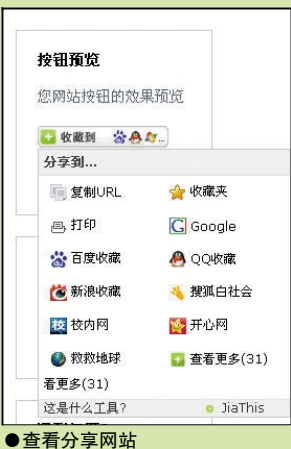 按钮预览
您网站按钮的效果预览
收藏到
分享到...
复制URL 收藏夹
打印 Google
百度收藏 QQ收藏
新浪收藏 搜狐白社会
校内网 开心网
救救地球 查看更多(31)
看更多(31)
这是什么工具? JiaThis
●查看分享网站